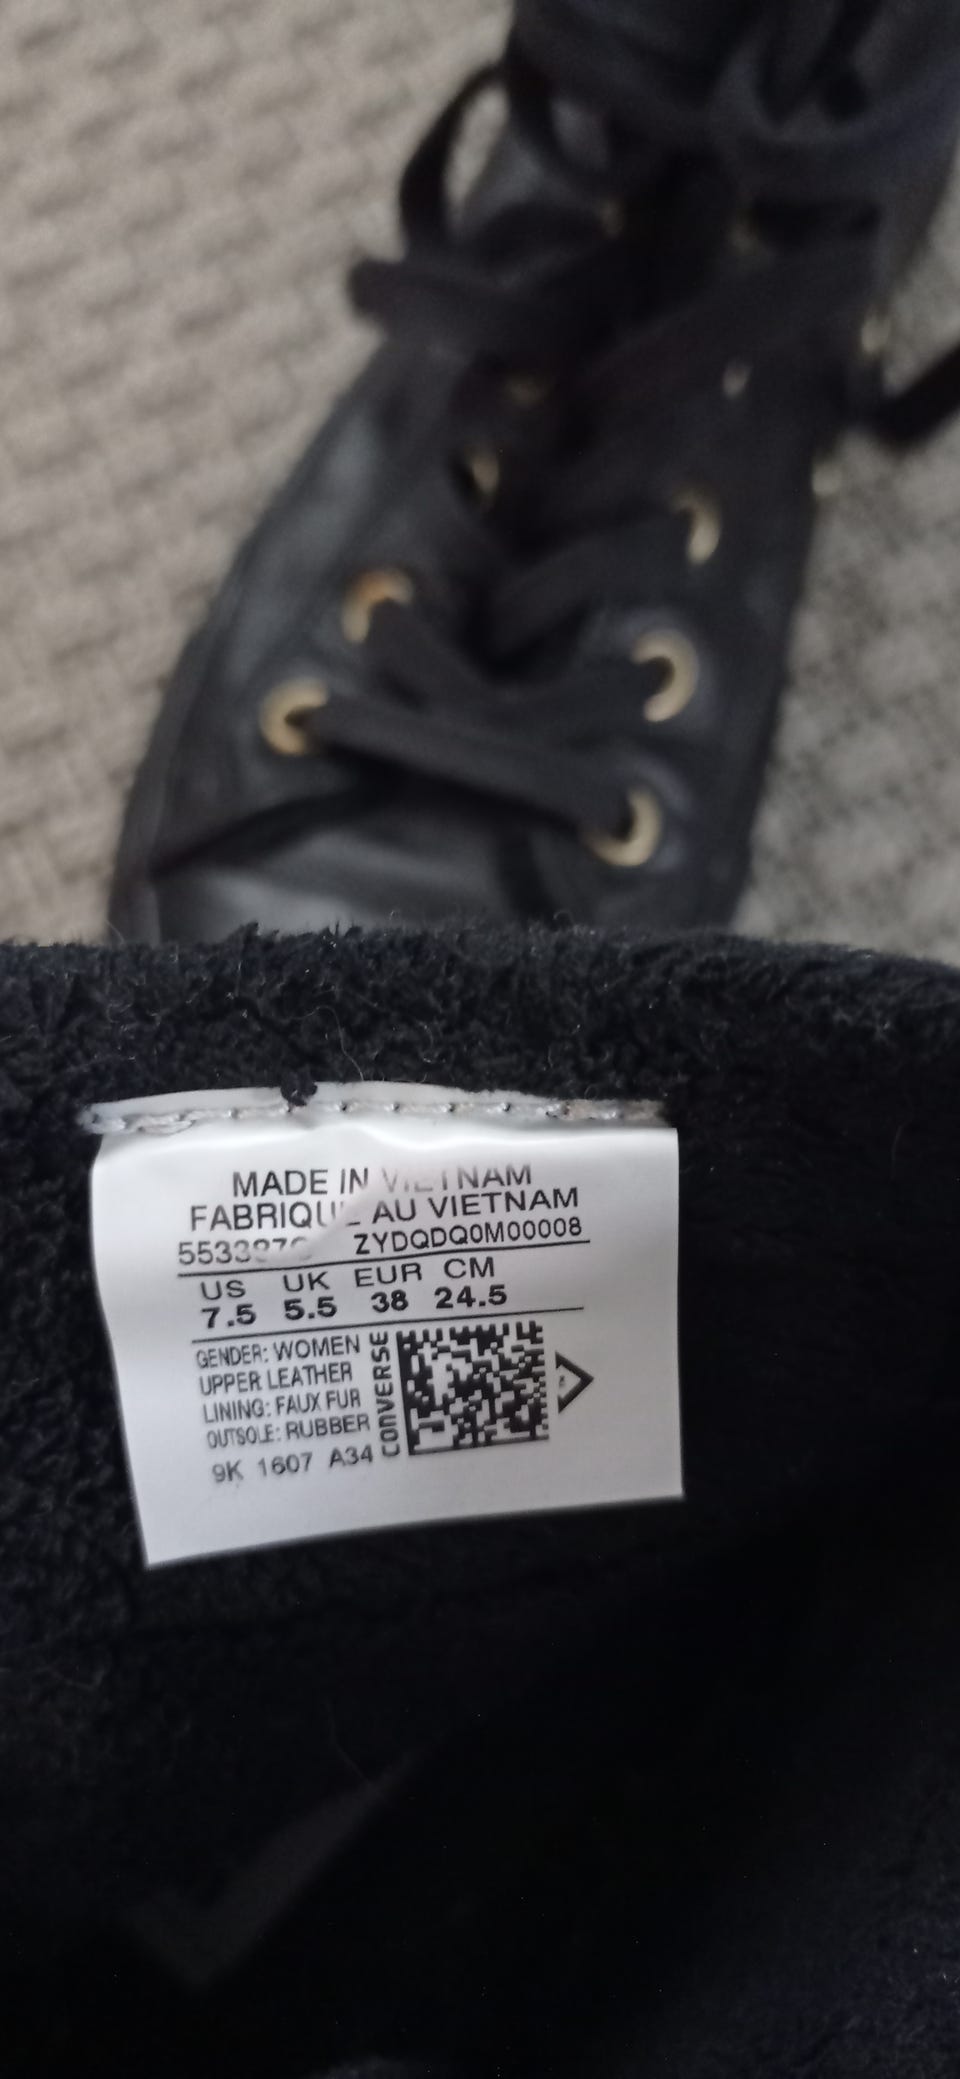 MADE IN VIETNAM
FABRIQUE AU VIETNAM
ZYDQDQ0M00008
US UK EUR CM
7.5 5.5 38 24.5
GENDER: WOMEN
UPPER LEATHER
LINING: FAUX FUR
OUTSOLE: RUBBER
9K 1607 A34
CONVERSE